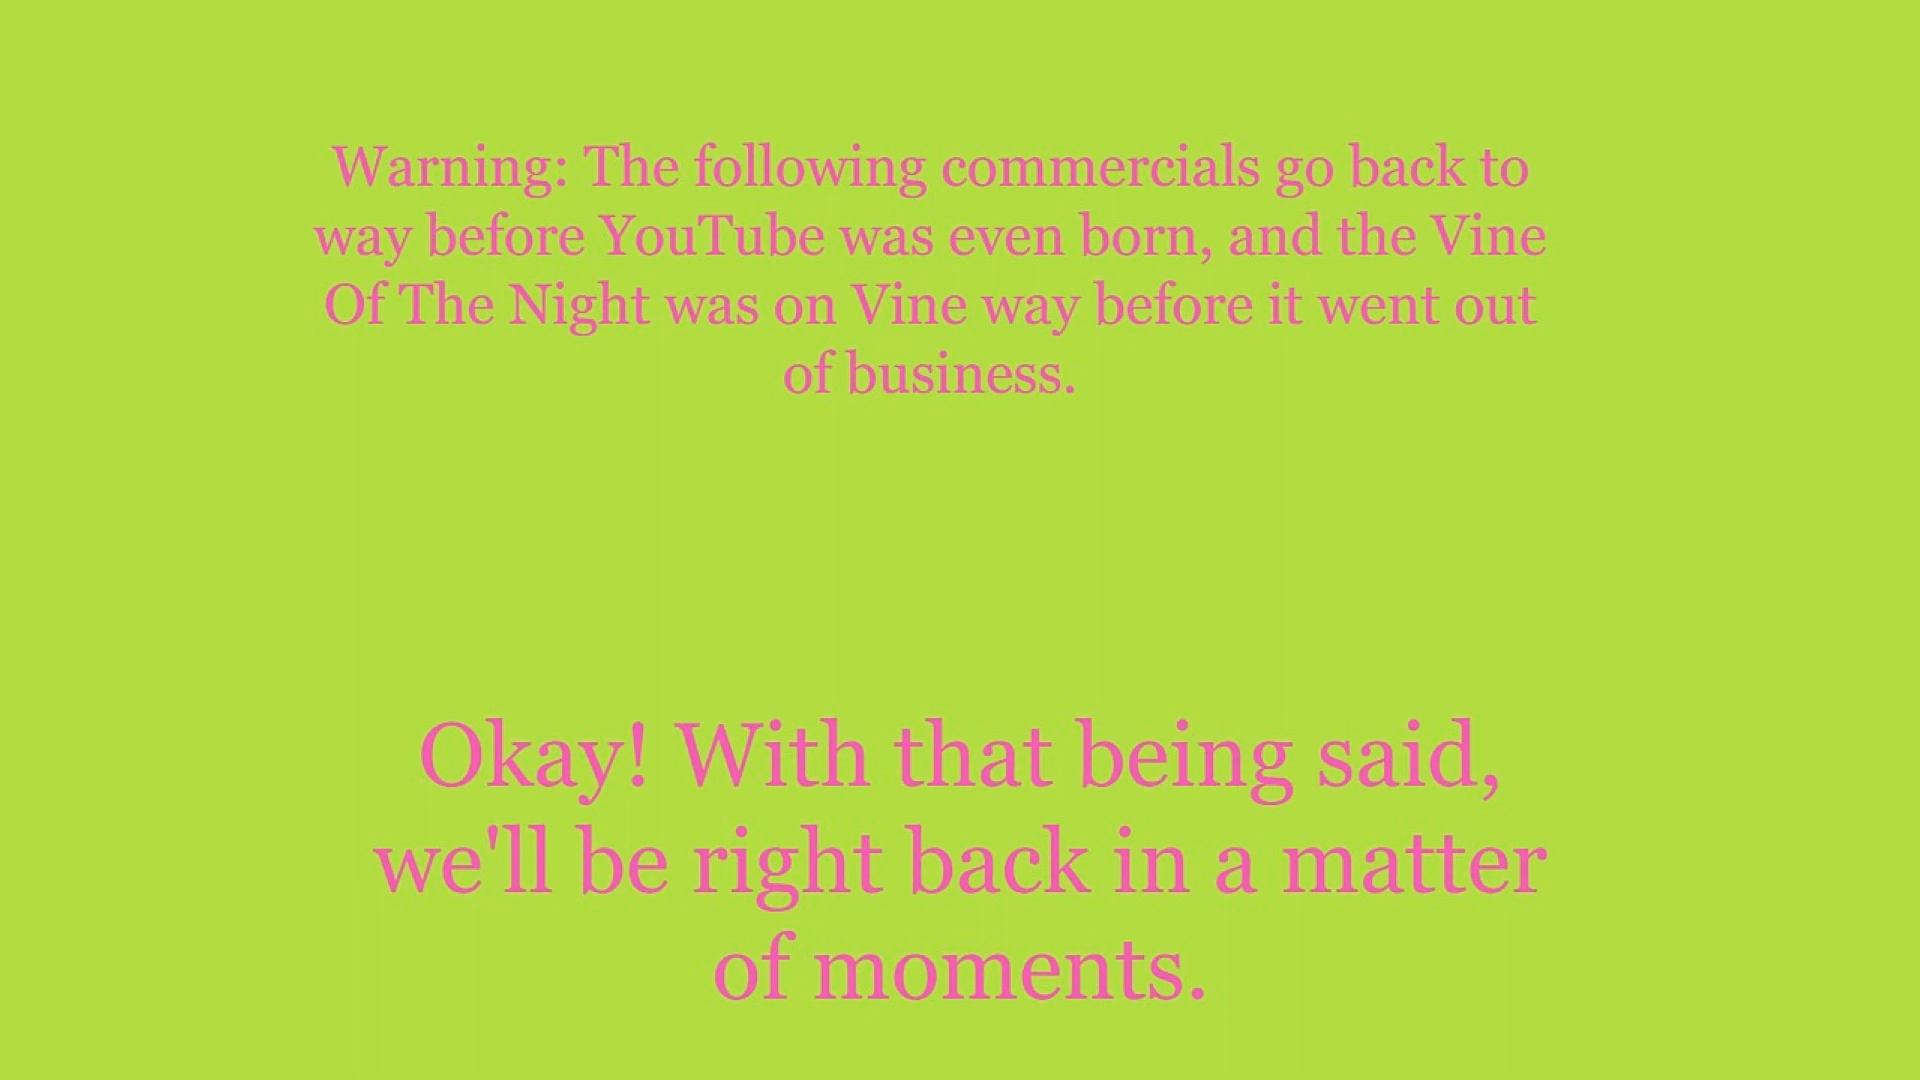 Warning: The following commercials go back to
way before YouTube was even born, and the Vine
Of The Night was on Vine way before it went out
of business.
Okay! With that being said,
we'll be right back in a matter
of moments.